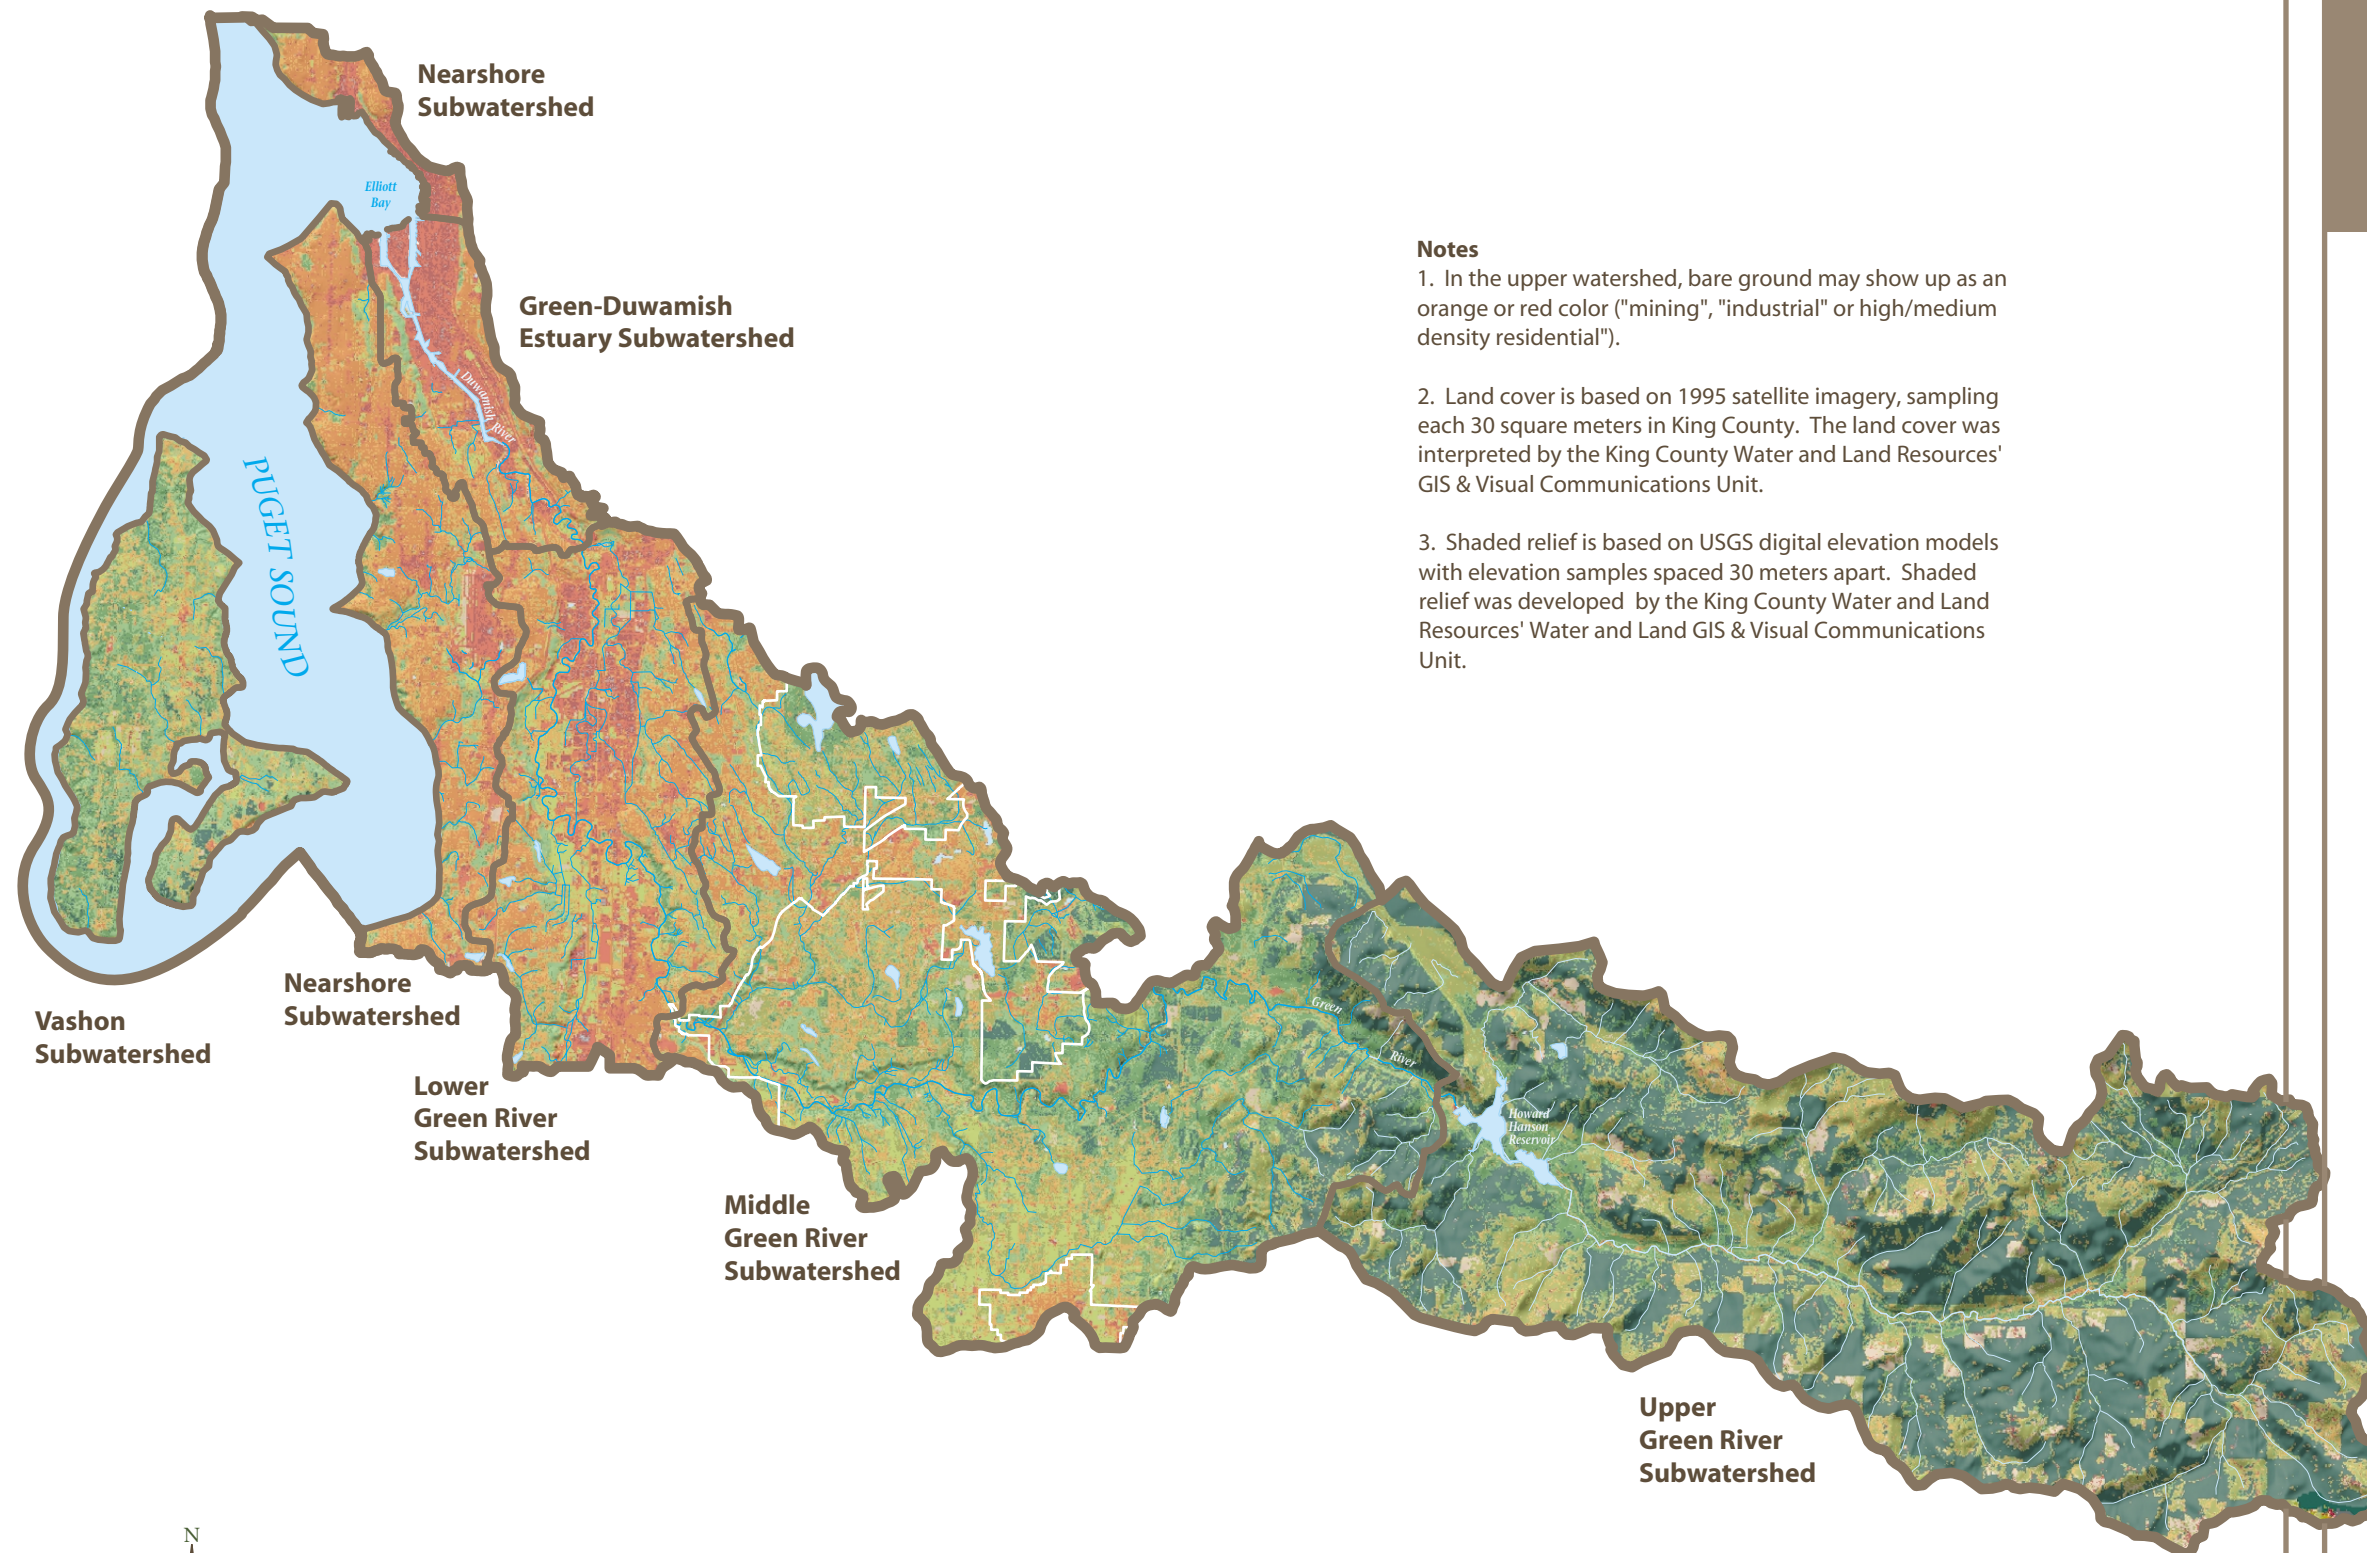 Nearshore
Subwatershed
Elliott
Bay
Green-Duwamish
Estuary Subwatershed
Duwamish River
PUGET SOUND
Notes
1.  In the upper watershed, bare ground may show up as an
orange or red color ("mining", "industrial" or high/medium
density residential").
2.  Land cover is based on 1995 satellite imagery, sampling
each 30 square meters in King County.  The land cover was
interpreted by the King County Water and Land Resources'
GIS & Visual Communications Unit.
3.  Shaded relief is based on USGS digital elevation models
with elevation samples spaced 30 meters apart.  Shaded
relief was developed  by the King County Water and Land
Resources' Water and Land GIS & Visual Communications
Unit.
Nearshore
Subwatershed
Vashon
Subwatershed
Lower
Green River
Subwatershed
Green River
Howard
Hanson
Reservoir
Middle
Green River
Subwatershed
Upper
Green River
Subwatershed
N